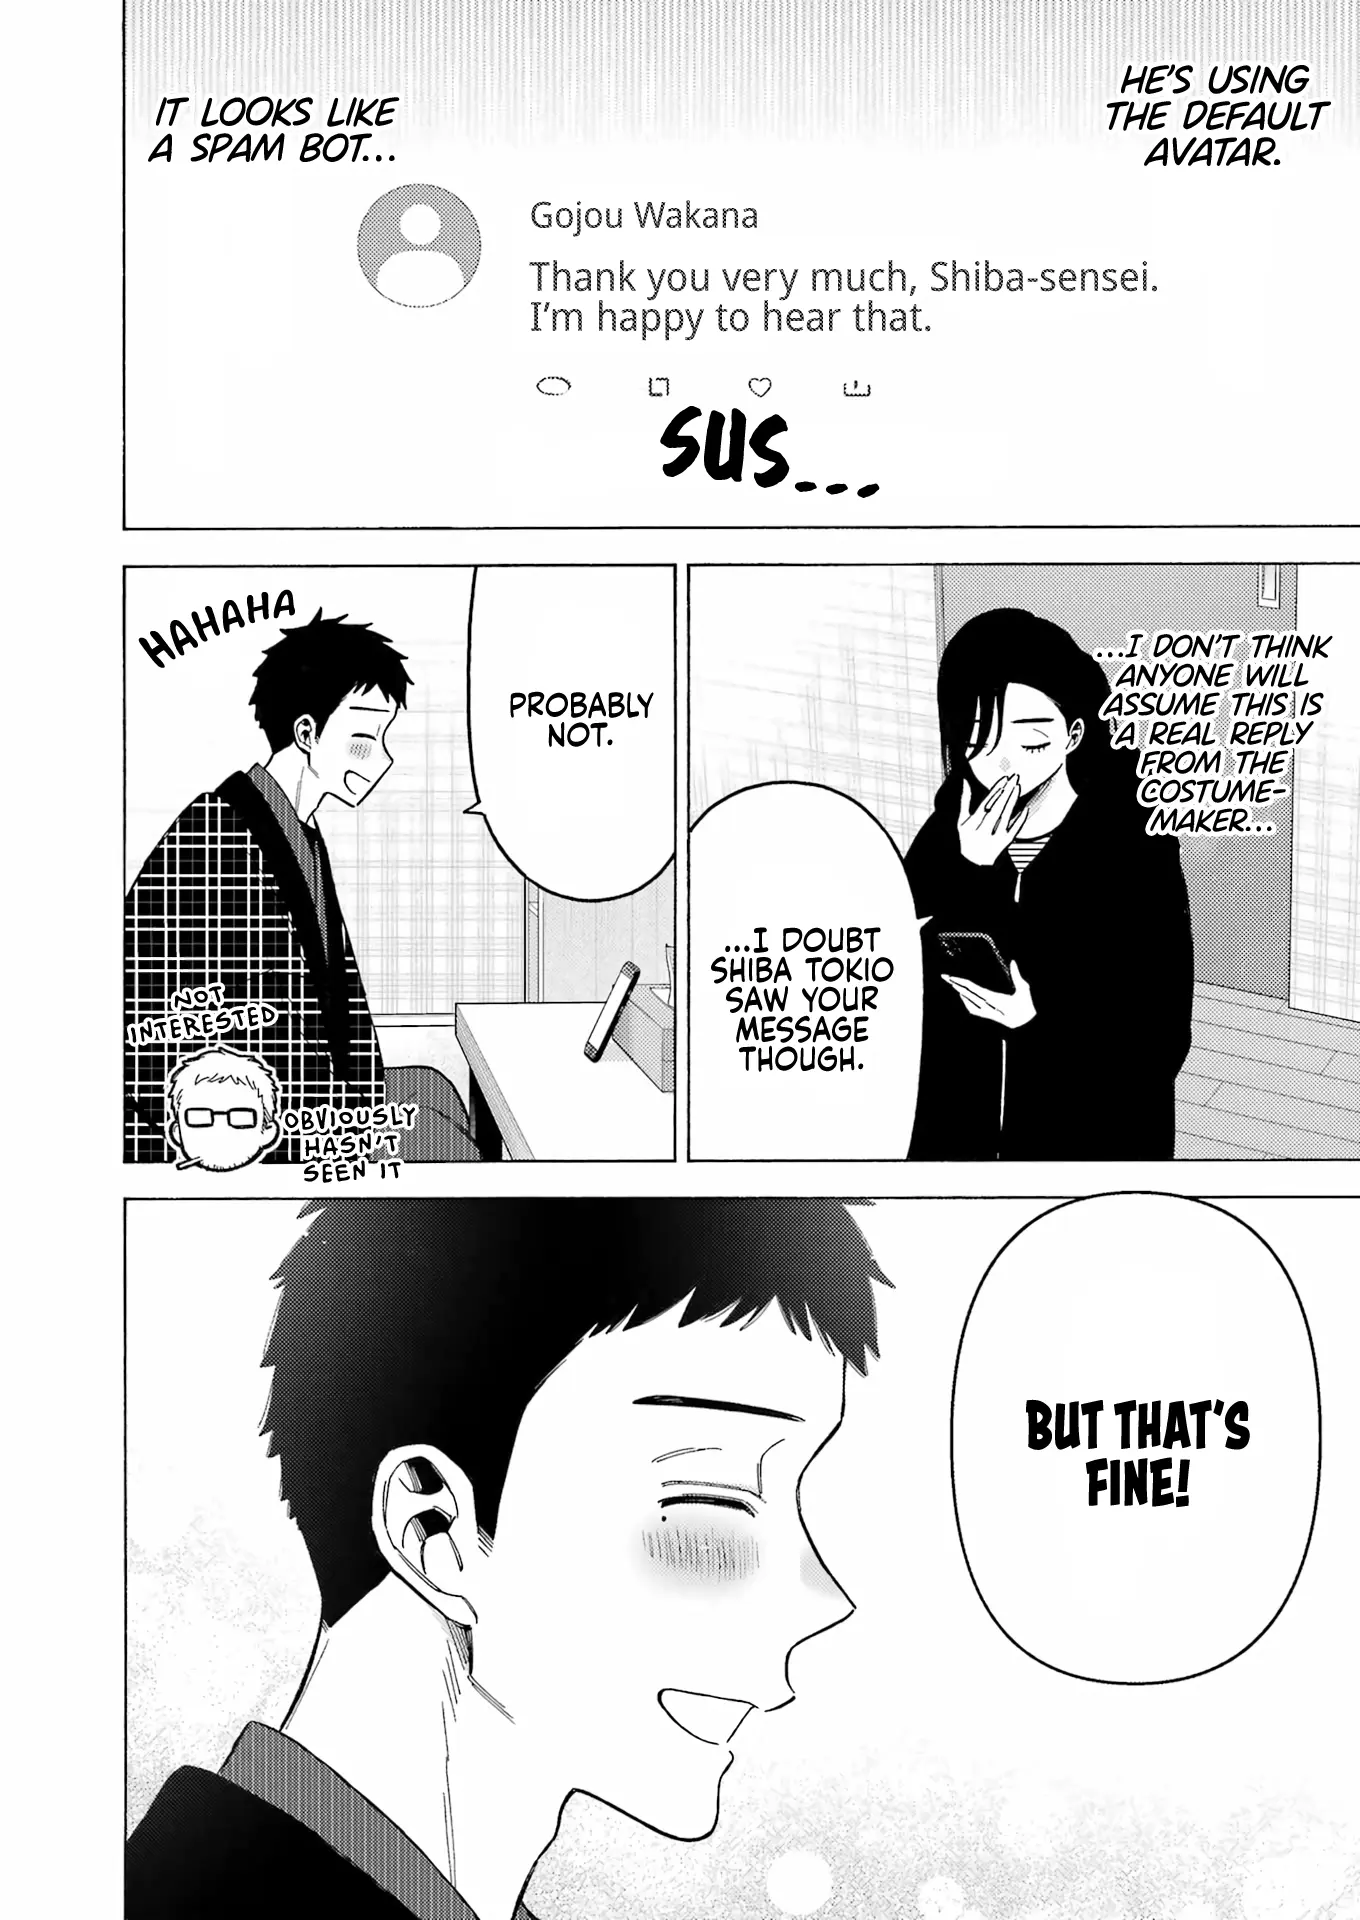 HE'S USING
THE DEFAULT
AVATAR.
IT LOOKS LIKE
A SPAM BOT...
Gojou Wakana
Thank you very much, Shiba-sensei.
I'm happy to hear that.
SUS...
...I DON'T THINK
ANYONE WILL
ASSUME THIS IS
A REAL REPLY
FROM THE
COSTUME-
MAKER...
...I DOUBT
SHIBA TOKIO
SAW YOUR
MESSAGE
THOUGH.
PROBABLY
NOT.
HAHAHA
NOT
INTERESTED
OBVIOUSLY
HASN'T
SEEN IT
BUT THAT'S
FINE!